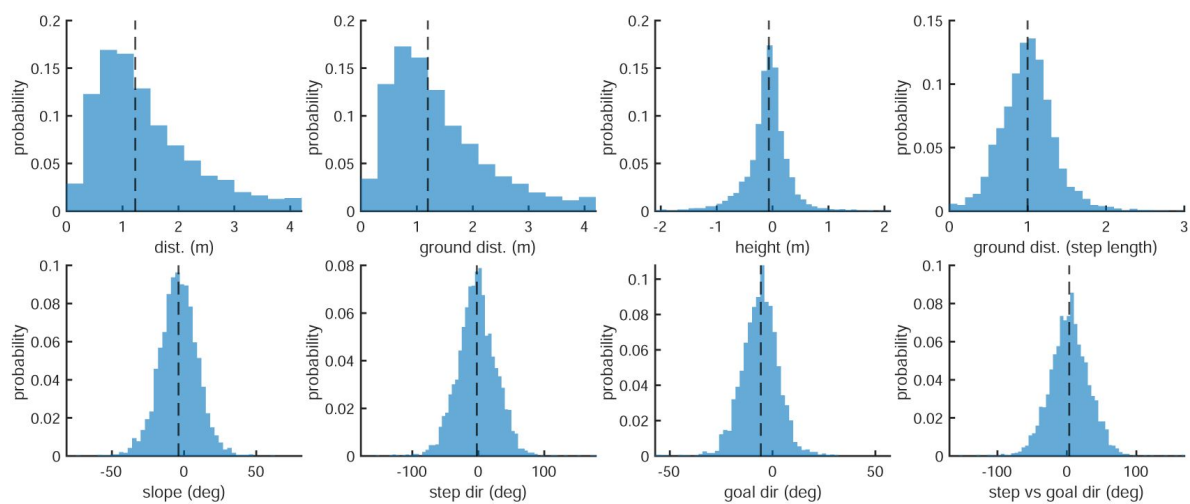 0.2 0.2 0.2 0.15
0.15 0.15 0.15
0.1 0.1 0.1 0.1
0.05 0.05 0.05 0.05
0 0 0 0
probability probability probability probability
0 1 2 3 4 0 1 2 3 4 -2 -1 0 1 2 0 1 2 3
dist. (m) ground dist. (m) height (m) ground dist. (step length)
0.1 0.08 0.1 0.1
0.08 0.06 0.08 0.08
0.06 0.04 0.06 0.06
0.04 0.02 0.04 0.04
0.02 0 0.02 0.02
0 0 0
probability probability probability probability
-50 0 50 -100 0 100 -50 0 50 -100 0 100
slope (deg) step dir (deg) goal dir (deg) step vs goal dir (deg)